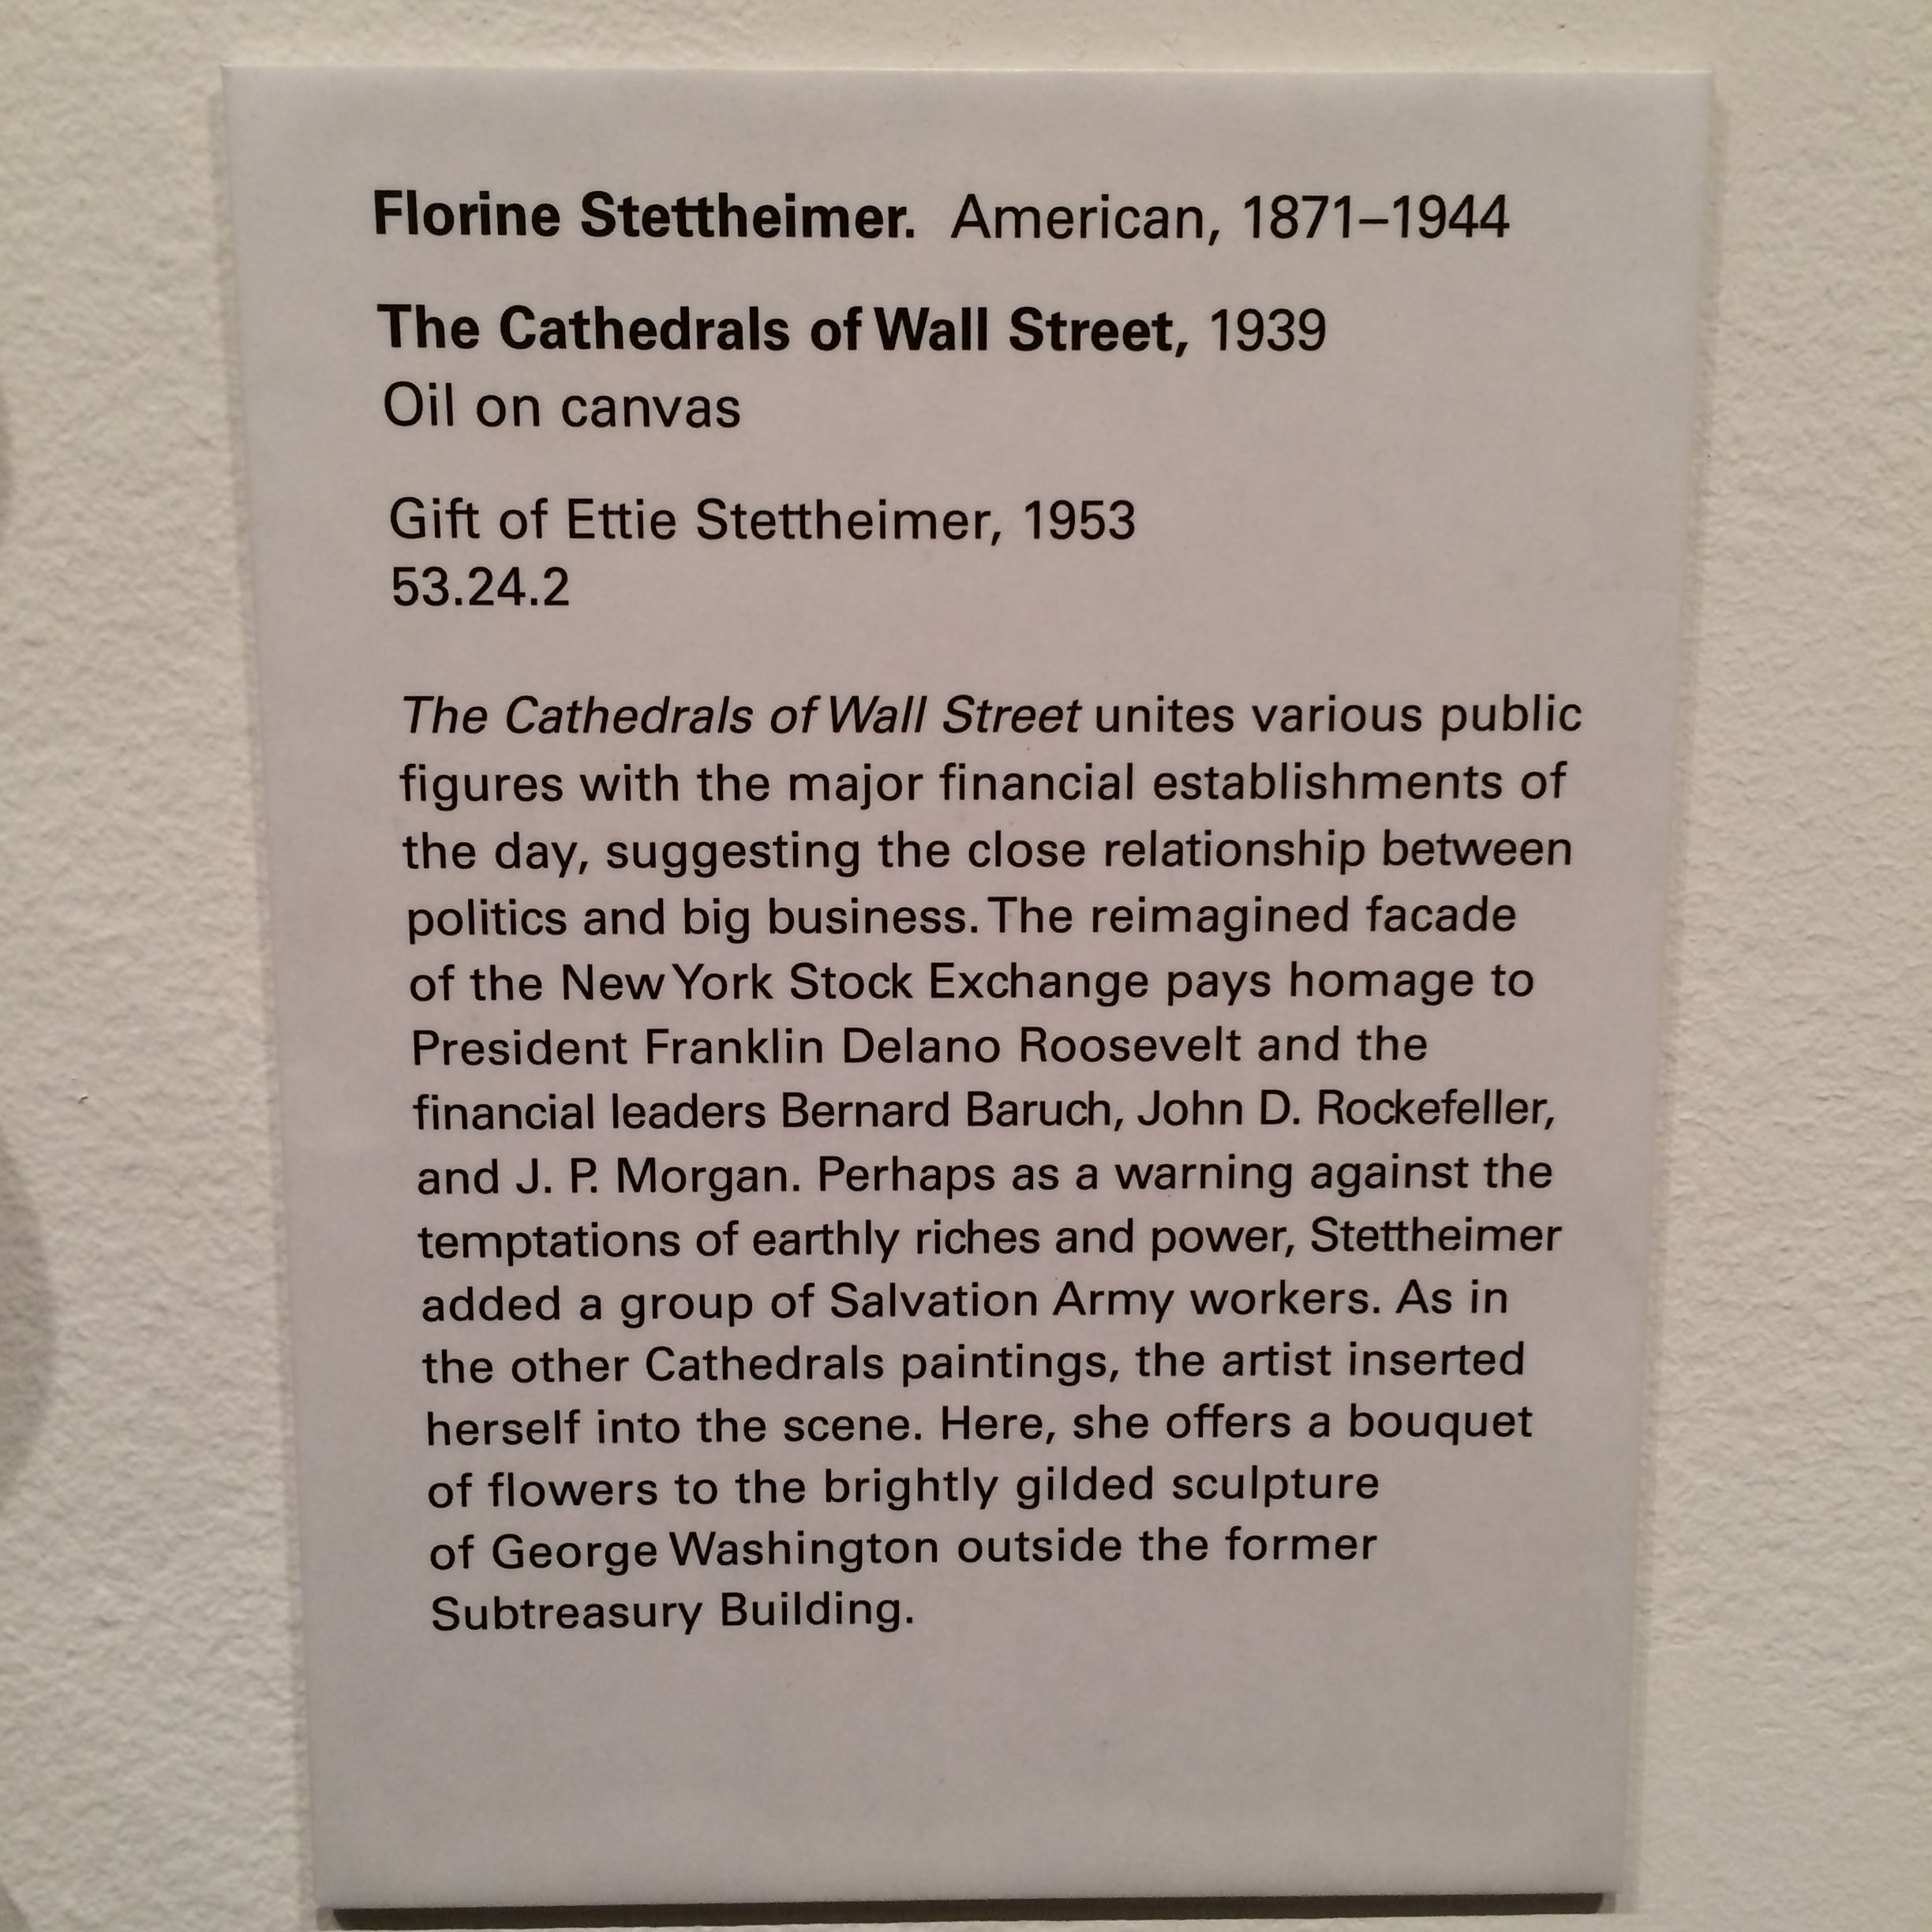 Florine Stettheimer. American, 1871–1944
The Cathedrals of Wall Street, 1939
Oil on canvas
Gift of Ettie Stettheimer, 1953
53.24.2
The Cathedrals of Wall Street unites various public
figures with the major financial establishments of
the day, suggesting the close relationship between
politics and big business. The reimagined facade
of the New York Stock Exchange pays homage to
President Franklin Delano Roosevelt and the
financial leaders Bernard Baruch, John D. Rockefeller,
and J. P. Morgan. Perhaps as a warning against the
temptations of earthly riches and power, Stettheimer
added a group of Salvation Army workers. As in
the other Cathedrals paintings, the artist inserted
herself into the scene. Here, she offers a bouquet
of flowers to the brightly gilded sculpture
of George Washington outside the former
Subtreasury Building.